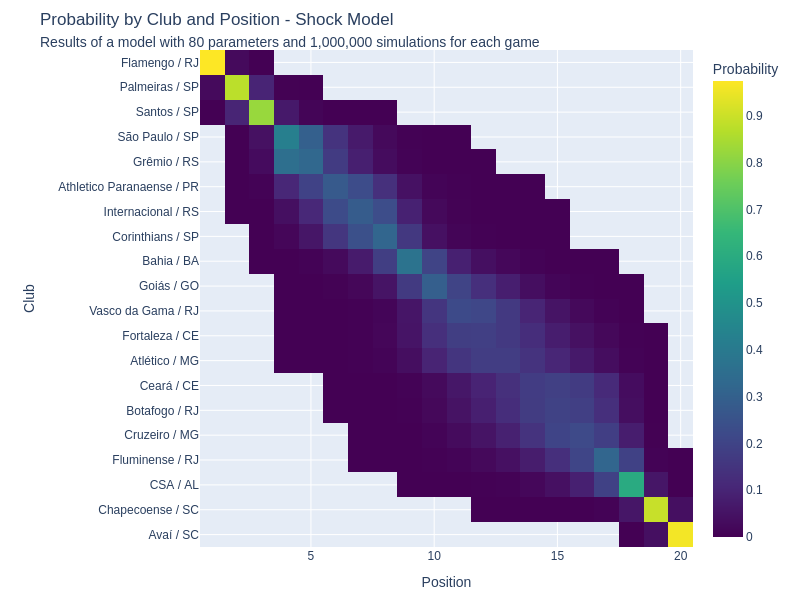 Probability by Club and Position - Shock Model
Results of a model with 80 parameters and 1,000,000 simulations for each game
Probability
Club
Flamengo / RJ
Palmeiras / SP
Santos / SP
São Paulo / SP
Grêmio / RS
Athletico Paranaense / PR
Internacional / RS
Corinthians / SP
Bahia / BA
Goiás / GO
Vasco da Gama / RJ
Fortaleza / CE
Atlético / MG
Ceará / CE
Botafogo / RJ
Cruzeiro / MG
Fluminense / RJ
CSA / AL
Chapecoense / SC
Avaí / SC
0.9
0.8
0.7
0.6
0.5
0.4
0.3
0.2
0.1
0
5 10 15 20
Position